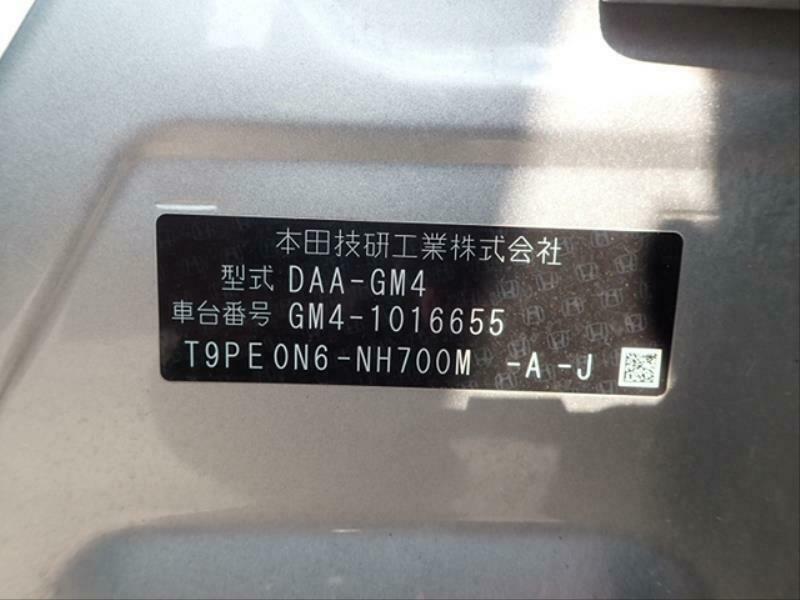 本田技研工業株式会社
型式 DAA-GM4
車台番号 GM4-1016655
T9PE0N6-NH700M -A-J